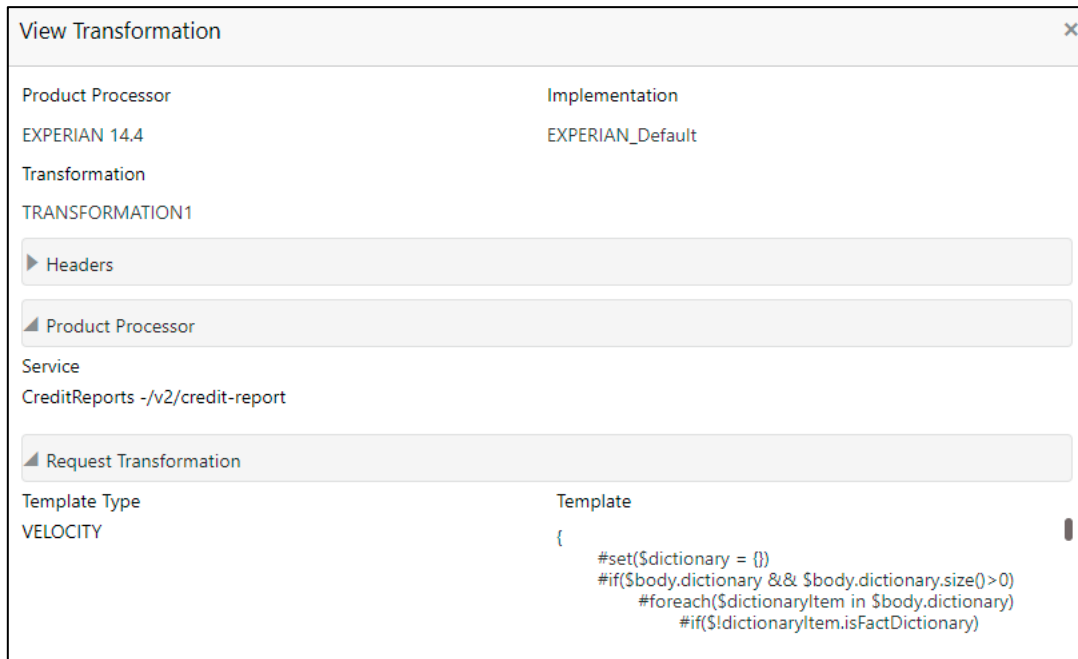 View Transformation
Product Processor
Implementation
EXPERIAN 14.4
EXPERIAN_Default
Transformation
TRANSFORMATION1
Headers
Product Processor
Service
CreditReports -/v2/credit-report
Request Transformation
Template Type
Template
VELOCITY
{
#set($dictionary = {})
#if($body.dictionary && $body.dictionary.size()>0)
#foreach($dictionaryItem in $body.dictionary)
#if($!dictionaryItem.isFactDictionary)